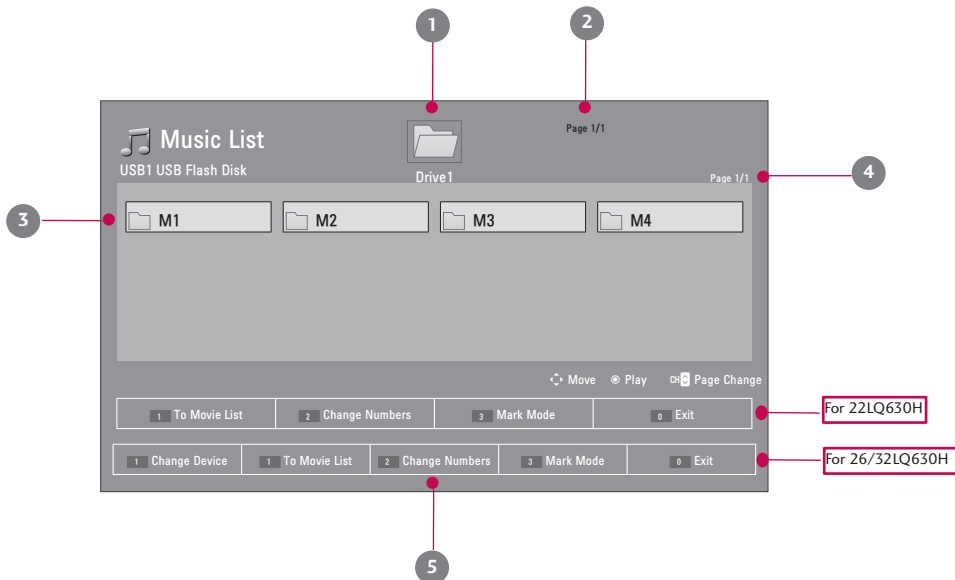 1
2
Music List
Page 1/1
USB1 USB Flash Disk
Drive1
Page 1/1
4
3
M1
M2
M3
M4
Move
Play
CH Page Change
1 To Movie List
2 Change Numbers
3 Mark Mode
0 Exit
For 22LQ630H
1 Change Device
1 To Movie List
2 Change Numbers
3 Mark Mode
0 Exit
For 26/32LQ630H
5